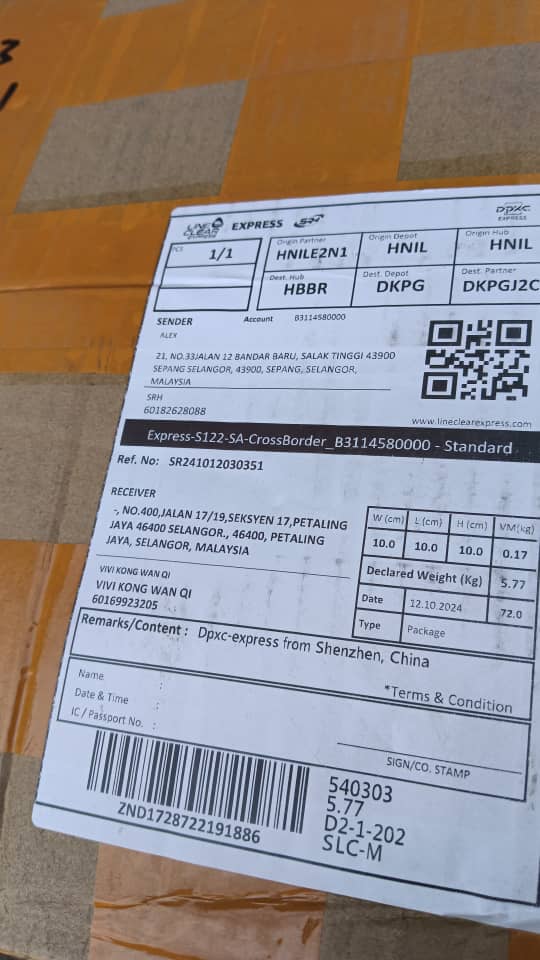 3
LINE CLEAR EXPRESS EXPRESS SRH
Dpxc EXPRESS
PCS 1/1
Origin Partner HNILE2N1
Origin Depot HNIL
Origin Hub HNIL
Dest. Hub HBBR
Dest. Depot DKPG
Dest. Partner DKPGJ2C
SENDER Account B3114580000
ALEX
21, NO.33JALAN 12 BANDAR BARU, SALAK TINGGI 43900
SEPANG SELANGOR, 43900, SEPANG, SELANGOR,
MALAYSIA
SRH
60182628088
www.lineclearexpress.com
Express-S122-SA-CrossBorder_B3114580000 - Standard
Ref. No: SR241012030351
RECEIVER
-, NO.400,JALAN 17/19,SEKSYEN 17,PETALING
JAYA 46400 SELANGOR., 46400, PETALING
JAYA, SELANGOR, MALAYSIA
VIVI KONG WAN QI
VIVI KONG WAN QI
60169923205
W (cm) L (cm) H (cm) VM(kg)
10.0 10.0 10.0 0.17
Declared Weight (Kg) 5.77
Date 12.10.2024 72.0
Type Package
Remarks/Content : Dpxc-express from Shenzhen, China
*Terms & Condition
Name :
Date & Time :
IC / Passport No. :
SIGN/CO. STAMP
ZND1728722191886
540303
5.77
D2-1-202
SLC-M